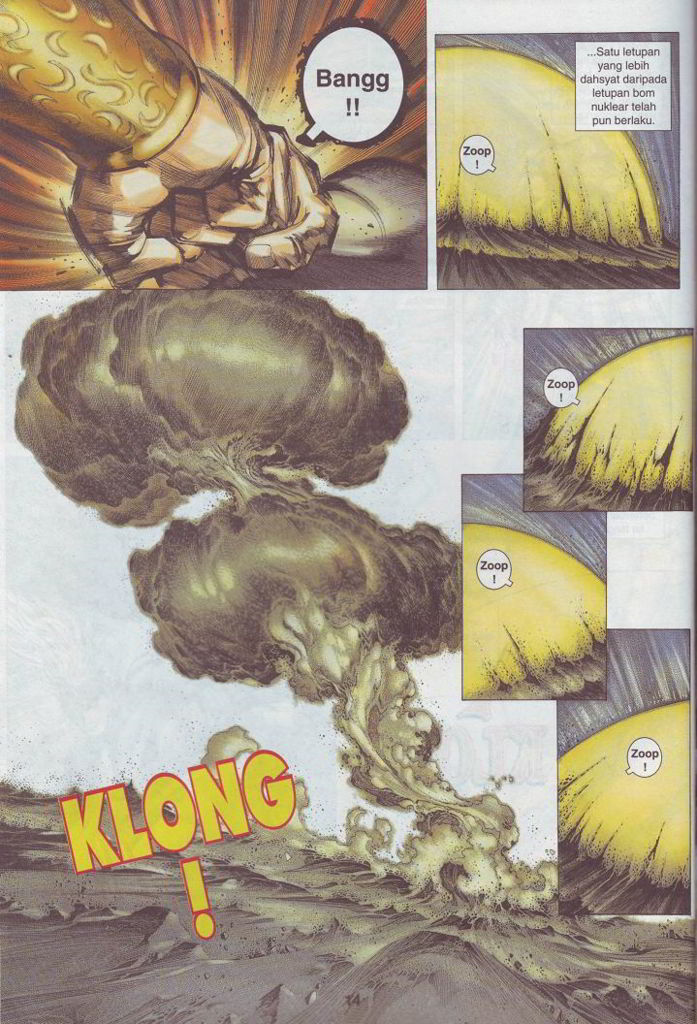 Bangg
!!
...Satu letupan
yang lebih
dahsyat daripada
letupan bom
nuklear telah
pun berlaku.
Zoop
!
Zoop
!
Zoop
!
Zoop
!
KLONG
!
14